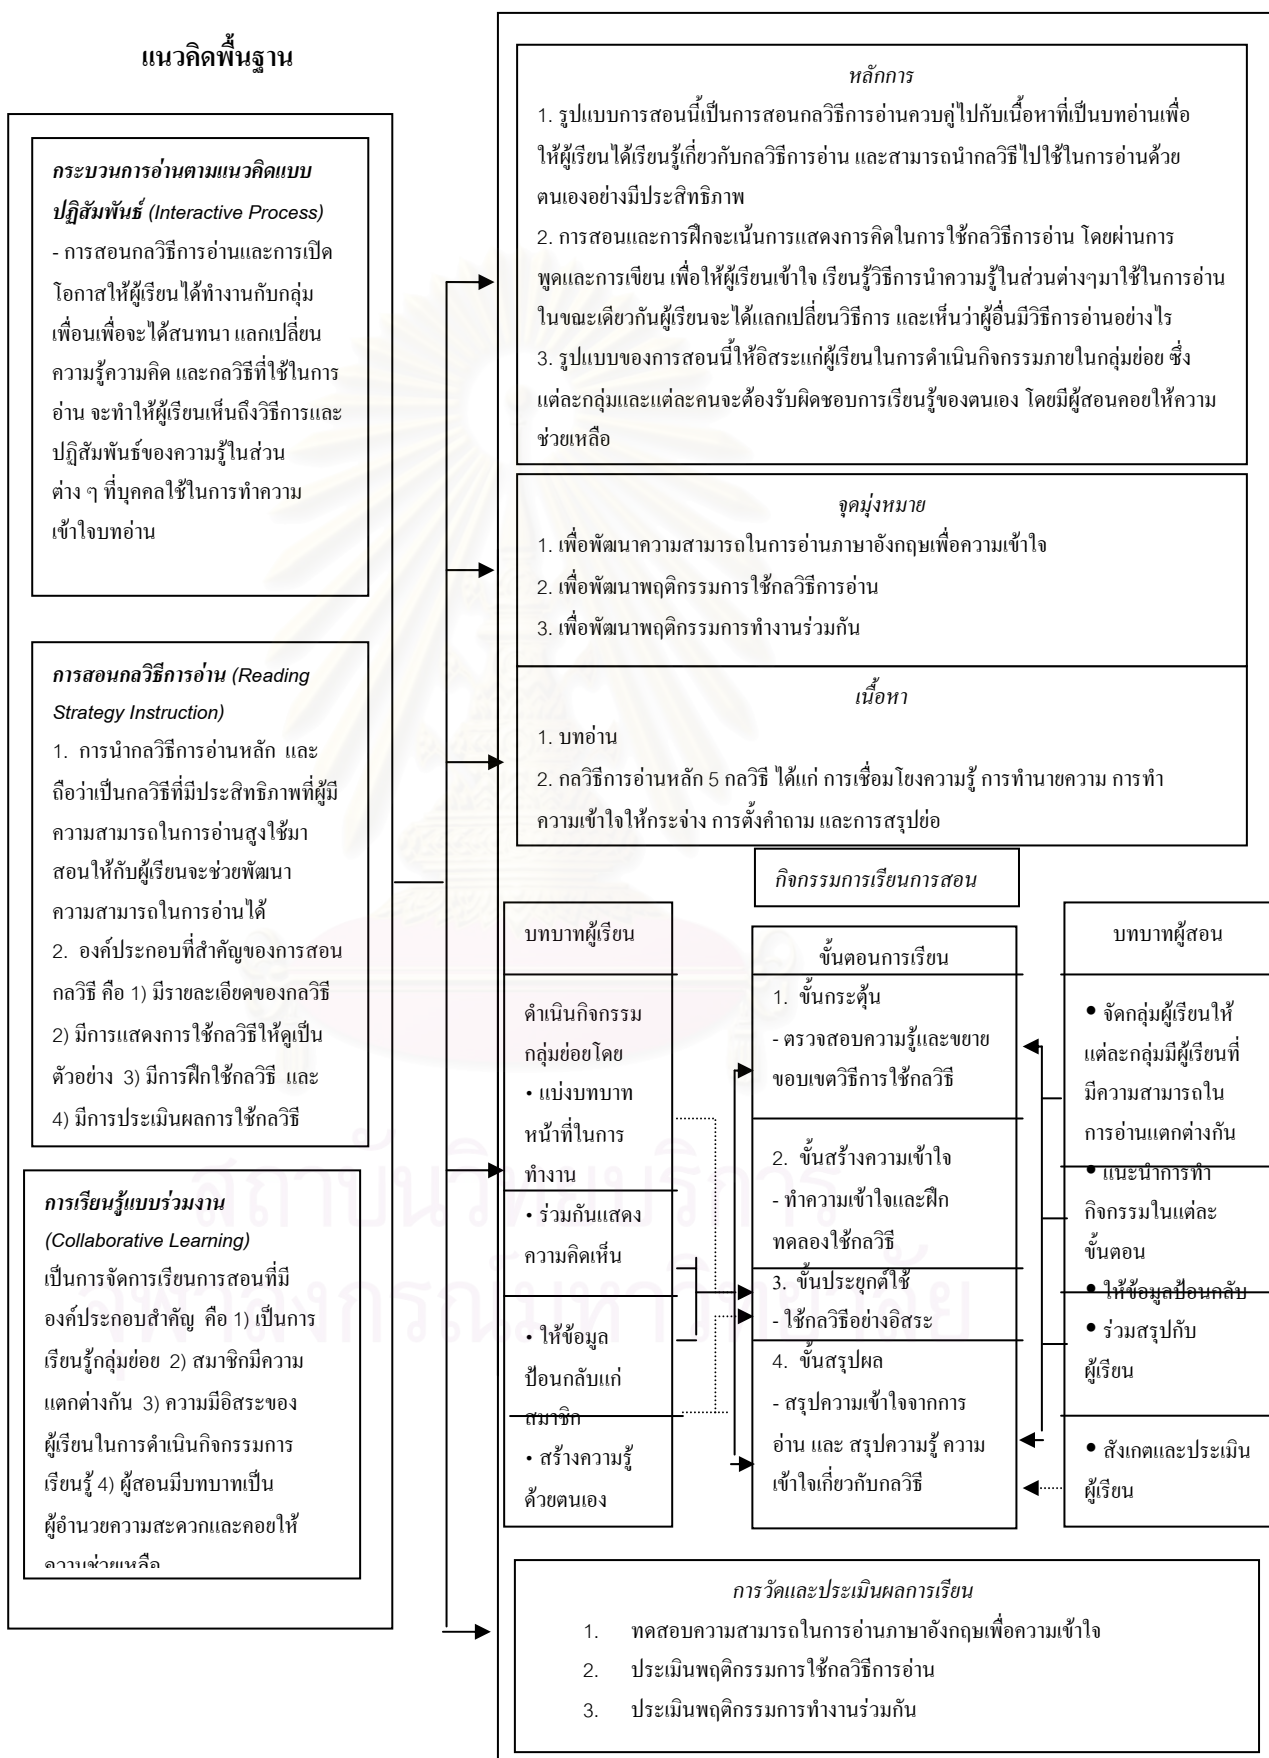 แนวคิดพื้นฐาน
กระบวนการอ่านตามแนวคิดแบบ
ปฏิสัมพันธ์ (Interactive Process)
- การสอนกลวิธีการอ่านและการเปิด
โอกาสให้ผู้เรียนได้ทำงานกับกลุ่ม
เพื่อนเพื่อจะได้สนทนา แลกเปลี่ยน
ความรู้ความคิด และกลวิธีที่ใช้ในการ
อ่าน จะทำให้ผู้เรียนเห็นถึงวิธีการและ
ปฏิสัมพันธ์ของความรู้ในส่วน
ต่าง ๆ ที่บุคคลใช้ในการทำความ
เข้าใจบทอ่าน
การสอนกลวิธีการอ่าน (Reading
Strategy Instruction)
1. การนำกลวิธีการอ่านหลัก และ
ถือว่าเป็นกลวิธีที่มีประสิทธิภาพที่ผู้มี
ความสามารถในการอ่านสูงใช้มา
สอนให้กับผู้เรียนจะช่วยพัฒนา
ความสามารถในการอ่านได้
2. องค์ประกอบที่สำคัญของการสอน
กลวิธี คือ 1) มีรายละเอียดของกลวิธี
2) มีการแสดงการใช้กลวิธีให้ดูเป็น
ตัวอย่าง 3) มีการฝึกใช้กลวิธี และ
4) มีการประเมินผลการใช้กลวิธี
การเรียนรู้แบบร่วมงาน
(Collaborative Learning)
เป็นการจัดการเรียนการสอนที่มี
องค์ประกอบสำคัญ คือ 1) เป็นการ
เรียนรู้กลุ่มย่อย 2) สมาชิกมีความ
แตกต่างกัน 3) ความมีอิสระของ
ผู้เรียนในการดำเนินกิจกรรมการ
เรียนรู้ 4) ผู้สอนมีบทบาทเป็น
ผู้อำนวยความสะดวกและคอยให้
ความช่วยเหลือ
หลักการ
1. รูปแบบการสอนนี้เป็นการสอนกลวิธีการอ่านควบคู่ไปกับเนื้อหาที่เป็นบทอ่านเพื่อ
ให้ผู้เรียนได้เรียนรู้เกี่ยวกับกลวิธีการอ่าน และสามารถนำกลวิธีไปใช้ในการอ่านด้วย
ตนเองอย่างมีประสิทธิภาพ
2. การสอนและการฝึกจะเน้นการแสดงการคิดในการใช้กลวิธีการอ่าน โดยผ่านการ
พูดและการเขียน เพื่อให้ผู้เรียนเข้าใจ เรียนรู้วิธีการนำความรู้ในส่วนต่างๆมาใช้ในการอ่าน
ในขณะเดียวกันผู้เรียนจะได้แลกเปลี่ยนวิธีการ และเห็นว่าผู้อื่นมีวิธีการอ่านอย่างไร
3. รูปแบบของการสอนนี้ให้อิสระแก่ผู้เรียนในการดำเนินกิจกรรมภายในกลุ่มย่อย ซึ่ง
แต่ละกลุ่มและแต่ละคนจะต้องรับผิดชอบการเรียนรู้ของตนเอง โดยมีผู้สอนคอยให้ความ
ช่วยเหลือ
จุดมุ่งหมาย
1. เพื่อพัฒนาความสามารถในการอ่านภาษาอังกฤษเพื่อความเข้าใจ
2. เพื่อพัฒนาพฤติกรรมการใช้กลวิธีการอ่าน
3. เพื่อพัฒนาพฤติกรรมการทำงานร่วมกัน
เนื้อหา
1. บทอ่าน
2. กลวิธีการอ่านหลัก 5 กลวิธี ได้แก่ การเชื่อมโยงความรู้ การทำนายความ การทำ
ความเข้าใจให้กระจ่าง การตั้งคำถาม และการสรุปย่อ
กิจกรรมการเรียนการสอน
บทบาทผู้เรียน
ดำเนินกิจกรรม
กลุ่มย่อยโดย
• แบ่งบทบาท
หน้าที่ในการ
ทำงาน
• ร่วมกันแสดง
ความคิดเห็น
• ให้ข้อมูล
ป้อนกลับแก่
สมาชิก
• สร้างความรู้
ด้วยตนเอง
ขั้นตอนการเรียน
1. ขั้นกระตุ้น
- ตรวจสอบความรู้และขยาย
ขอบเขตวิธีการใช้กลวิธี
2. ขั้นสร้างความเข้าใจ
- ทำความเข้าใจและฝึก
ทดลองใช้กลวิธี
3. ขั้นประยุกต์ใช้
- ใช้กลวิธีอย่างอิสระ
4. ขั้นสรุปผล
- สรุปความเข้าใจจากการ
อ่าน และ สรุปความรู้ ความ
เข้าใจเกี่ยวกับกลวิธี
บทบาทผู้สอน
• จัดกลุ่มผู้เรียนให้
แต่ละกลุ่มมีผู้เรียนที่
มีความสามารถใน
การอ่านแตกต่างกัน
• แนะนำการทำ
กิจกรรมในแต่ละ
ขั้นตอน
• ให้ข้อมูลป้อนกลับ
• ร่วมสรุปกับ
ผู้เรียน
• สังเกตและประเมิน
ผู้เรียน
การวัดและประเมินผลการเรียน
1. ทดสอบความสามารถในการอ่านภาษาอังกฤษเพื่อความเข้าใจ
2. ประเมินพฤติกรรมการใช้กลวิธีการอ่าน
3. ประเมินพฤติกรรมการทำงานร่วมกัน
สถาบันวิทยบริการ
จุฬาลงกรณ์มหาวิทยาลัย